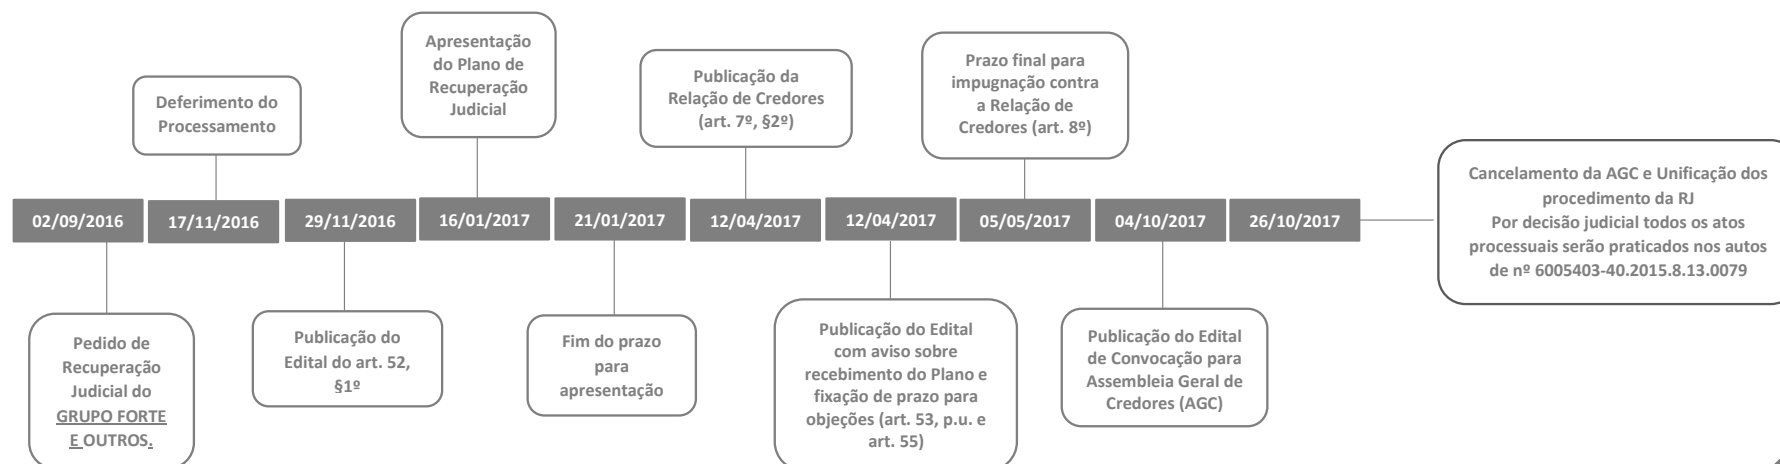 Apresentação
do Plano de
Recuperação
Judicial
Deferimento do
Processamento
Publicação da
Relação de Credores
(art. 7º, §2º)
Prazo final para
impugnação contra
a Relação de
Credores (art. 8º)
Cancelamento da AGC e Unificação dos
procedimento da RJ
Por decisão judicial todos os atos
processuais serão praticados nos autos
de nº 6005403-40.2015.8.13.0079
02/09/2016 17/11/2016 29/11/2016 16/01/2017 21/01/2017 12/04/2017 12/04/2017 05/05/2017 04/10/2017 26/10/2017
Pedido de
Recuperação
Judicial do
GRUPO FORTE
E OUTROS.
Publicação do
Edital do art. 52,
§1º
Fim do prazo
para
apresentação
Publicação do Edital
com aviso sobre
recebimento do Plano e
fixação de prazo para
objeções (art. 53, p.u. e
art. 55)
Publicação do Edital
de Convocação para
Assembleia Geral de
Credores (AGC)